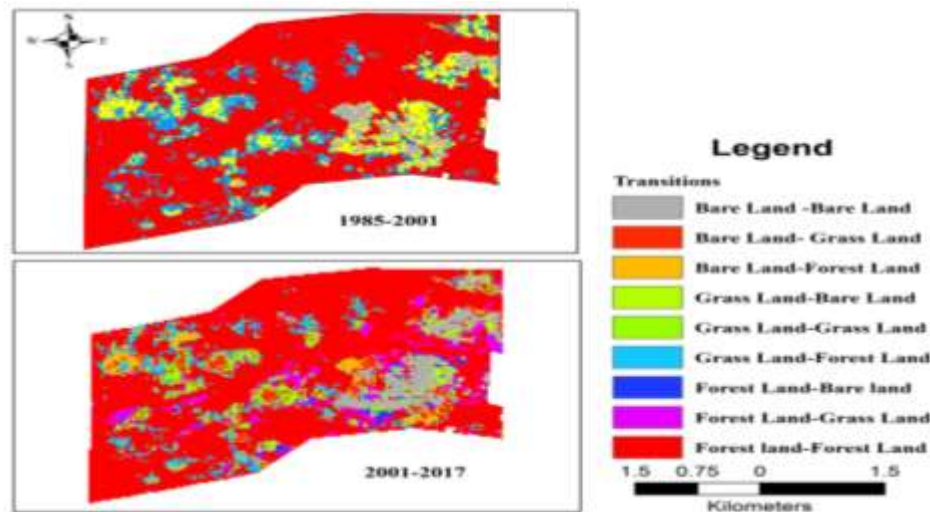 N
W E
S
1985-2001
2001-2017
Legend
Transitions
Bare Land -Bare Land
Bare Land- Grass Land
Bare Land-Forest Land
Grass Land-Bare Land
Grass Land-Grass Land
Grass Land-Forest Land
Forest Land-Bare land
Forest Land-Grass Land
Forest land-Forest Land
1.5 0.75 0 1.5
Kilometers